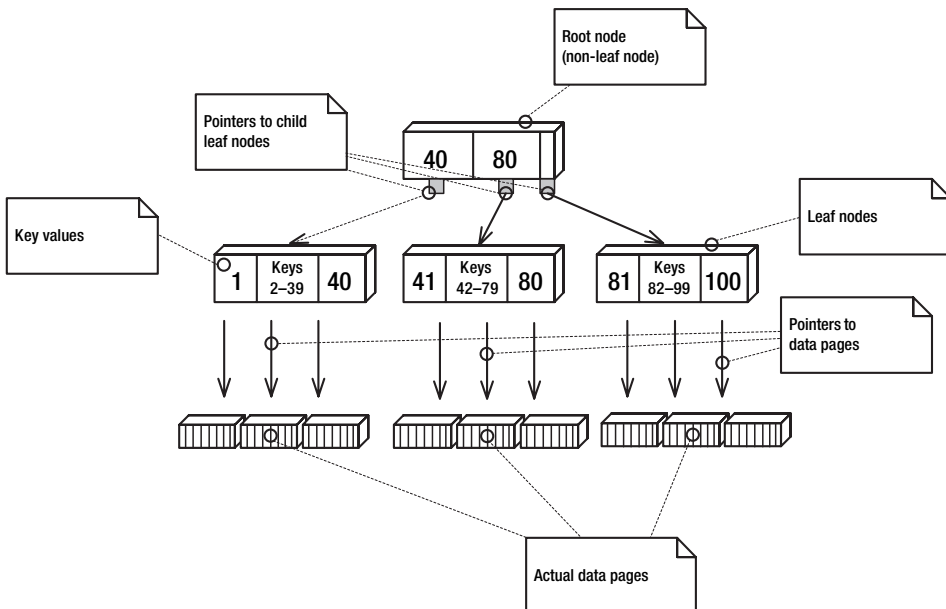 Root node
(non-leaf node)
Pointers to child
leaf nodes
40 80
Key values
Leaf nodes
1 Keys 2–39 40
41 Keys 42–79 80
81 Keys 82–99 100
Pointers to
data pages
Actual data pages